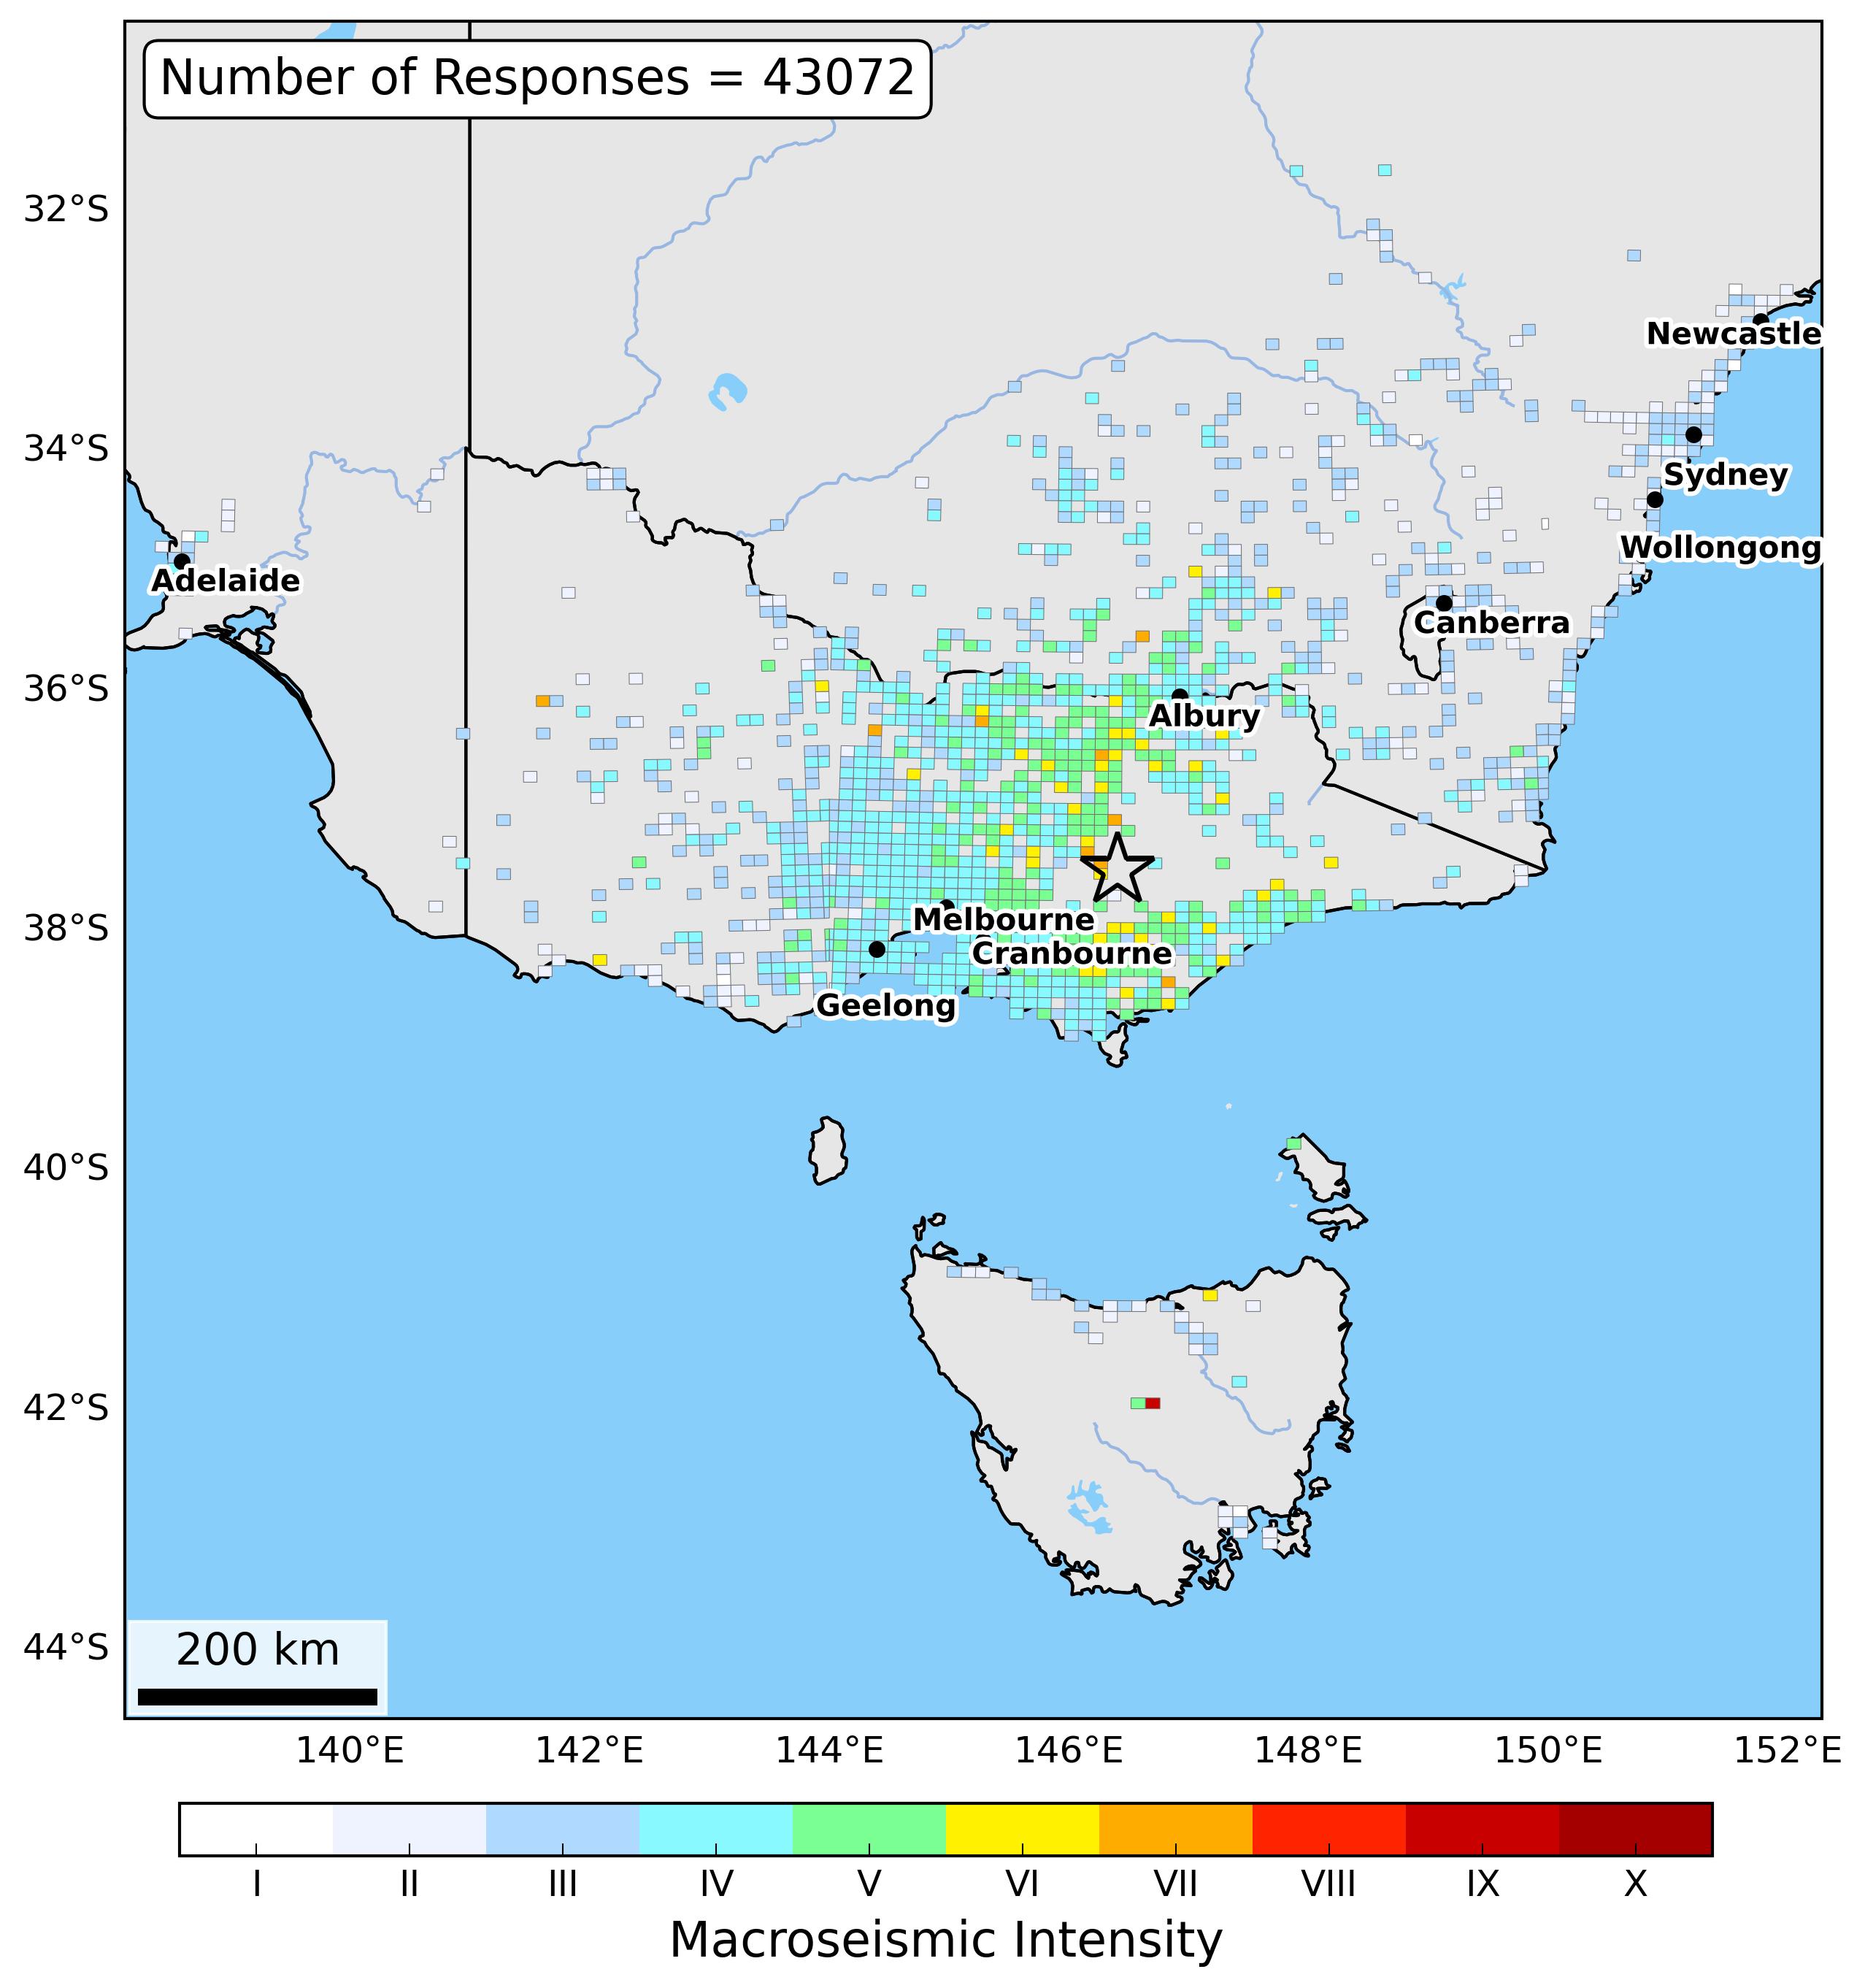 Number of Responses = 43072
32°S
Newcastle
34°S
Sydney
Wollongong
Adelaide
Canberra
36°S
Albury
38°S
Melbourne
Cranbourne
Geelong
40°S
42°S
44°S
200 km
140°E 142°E 144°E 146°E 148°E 150°E 152°E
I II III IV V VI VII VIII IX X
Macroseismic Intensity